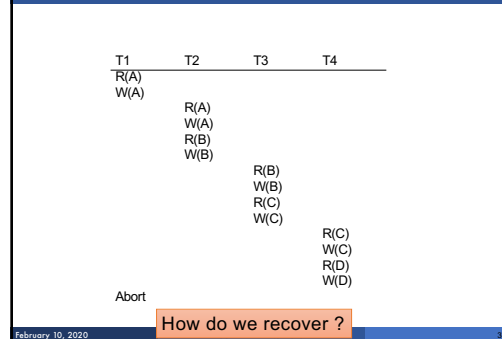 T1 T2 T3 T4
R(A)
W(A)
R(A)
W(A)
R(B)
W(B)
R(B)
W(B)
R(C)
W(C)
R(C)
W(C)
R(D)
W(D)
Abort
How do we recover ?
February 10, 2020